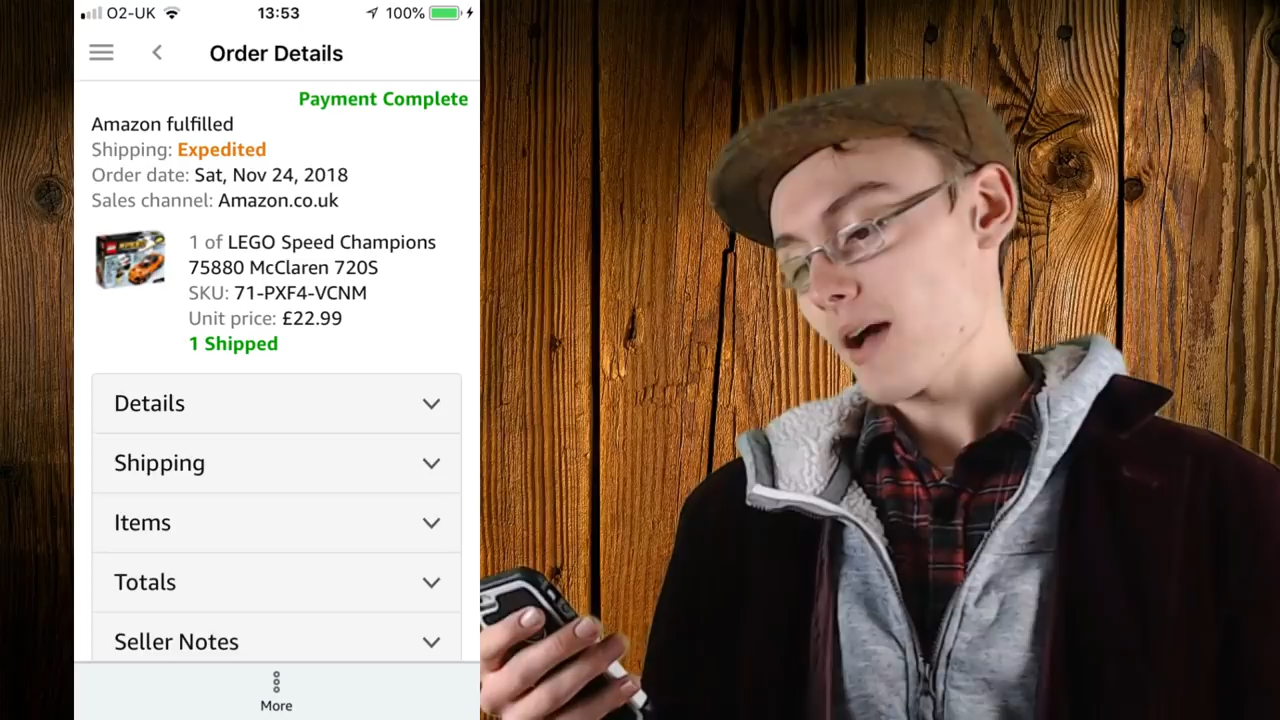 O2-UK 13:53 100%
Order Details
Payment Complete
Amazon fulfilled
Shipping: Expedited
Order date: Sat, Nov 24, 2018
Sales channel: Amazon.co.uk
1 of LEGO Speed Champions
75880 McClaren 720S
SKU: 71-PXF4-VCNM
Unit price: £22.99
1 Shipped
Details
Shipping
Items
Totals
Seller Notes
More